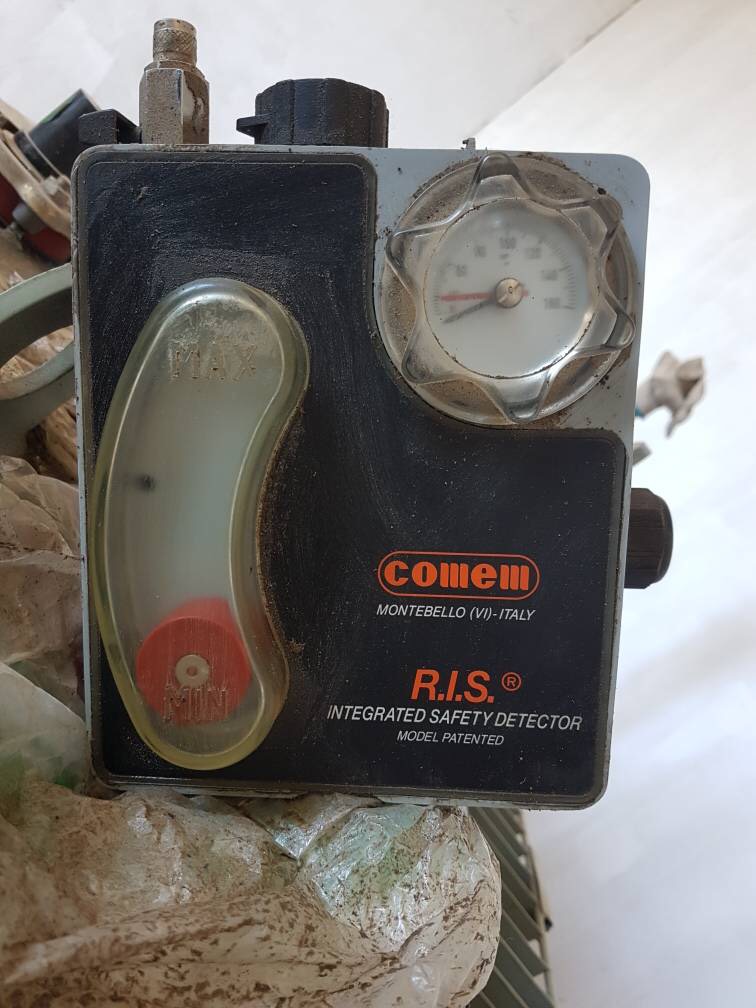 MAX
comem
MONTEBELLO (VI)-ITALY
R.I.S.®
INTEGRATED SAFETY DETECTOR
MODEL PATENTED
MIN